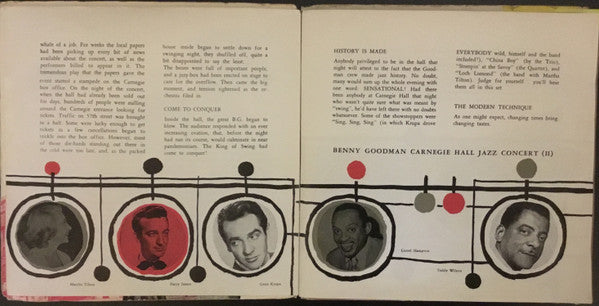 whale of a job. For weeks the local papers
had been picking up every bit of news
available about the concert, as well as the
performers billed to appear in it. The
tremendous play that the papers gave the
event started a stampede on the Carnegie
box office. On the night of the concert,
when the hall had already been sold out
for days, hundreds of people were milling
around the Carnegie entrance looking for
tickets. Traffic on 57th street was brought
to a halt. Some were lucky enough to get
tickets as a few cancellations began to
trickle into the box office. However, most
of those die-hards standing out there in
the cold were too late, and, as the packed
house made began to settle down for a
swinging night, they shuffled off, quite a
bit disappointed to say the least.
The boxes were full of important people,
and a jury-box had been erected on stage to
care for the overflow. Then came the big
moment, and tension tightened as the or-
chestra filed in.
COME TO CONQUER
Inside the hall, the great B.G. began to
blow. The audience responded with an ever
increasing ovation, that, before the night
had run its course, would culminate in near
pandemonium. The King of Swing had
come to conquer!
HISTORY IS MADE
Anybody privileged to be in the hall that
night will attest to the fact that the Good-
man crew made jazz history. No doubt,
many would sum up the whole evening with
one word: SENSATIONAL! Had there
been anybody at Carnegie Hall that night
who wasn't quite sure what was meant by
"swing", he'd have left there with no doubts
whatsoever. Some of the showstoppers were
"Sing, Sing, Sing" (in which Krupa drove
EVERYBODY wild, himself and the band
included!), "China Boy" (by the Trio),
"Stompin' at the Savoy" (the Quartet), and
"Loch Lomond" (the band with Martha
Tilton). Judge for yourself — you'll hear
them all in this set.
THE MODERN TECHNIQUE
As one might expect, changing times bring
changing tastes.
BENNY GOODMAN CARNEGIE HALL JAZZ CONCERT (II)
Martha Tilton
Harry James
Gene Krupa
Lionel Hampton
Teddy Wilson